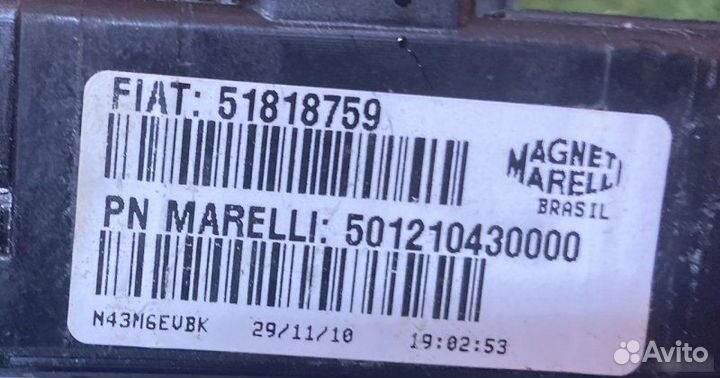 FIAT: 51818759
MAGNETI
MARELLI
BRASIL
PN MARELLI: 501210430000
N43M6EVBK 29/11/10 19:02:53
Avito